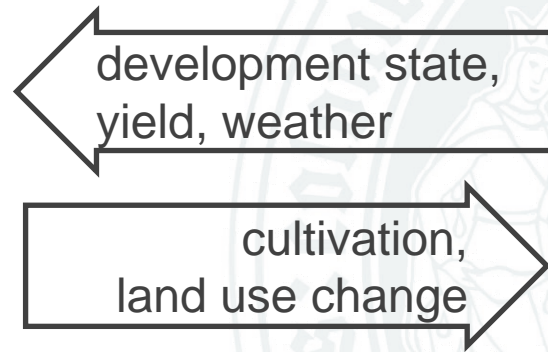 development state,
yield, weather
cultivation,
land use change